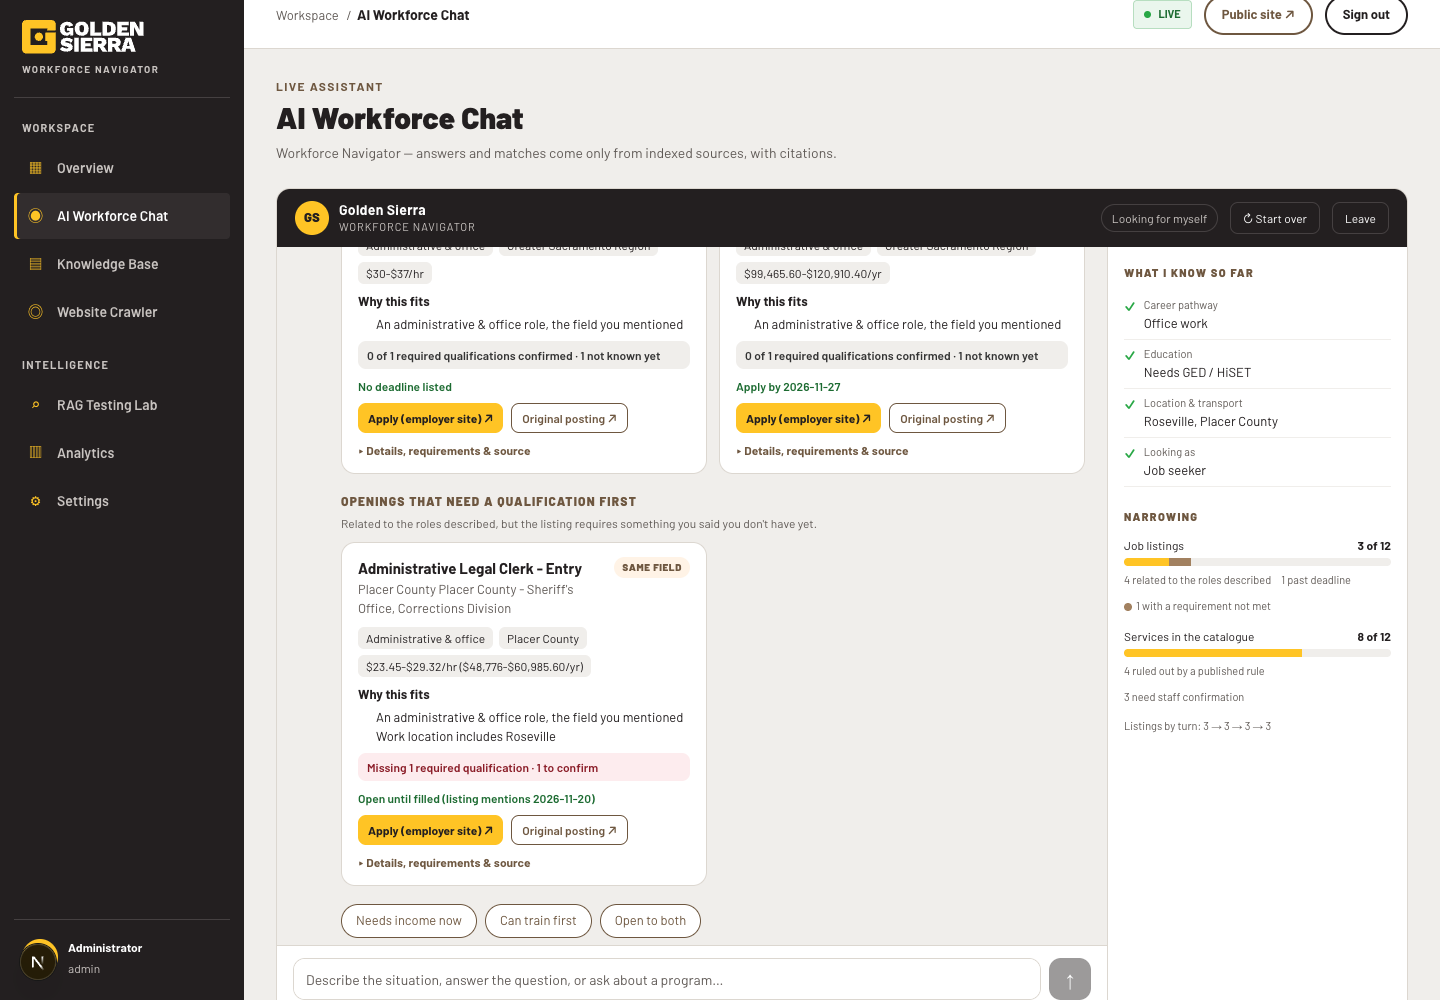 GOLDEN
SIERRA
WORKFORCE NAVIGATOR
WORKSPACE
Overview
AI Workforce Chat
Knowledge Base
Website Crawler
INTELLIGENCE
RAG Testing Lab
Analytics
Settings
N
Administrator
admin
Workspace / AI Workforce Chat
LIVE
Public site ↗
Sign out
LIVE ASSISTANT
AI Workforce Chat
Workforce Navigator — answers and matches come only from indexed sources, with citations.
GS
Golden Sierra
WORKFORCE NAVIGATOR
Looking for myself
↻ Start over
Leave
Administrative & office
Greater Sacramento Region
$30-$37/hr
Why this fits
An administrative & office role, the field you mentioned
0 of 1 required qualifications confirmed · 1 not known yet
No deadline listed
Apply (employer site) ↗
Original posting ↗
‣ Details, requirements & source
Administrative & office
Greater Sacramento Region
$99,465.60-$120,910.40/yr
Why this fits
An administrative & office role, the field you mentioned
0 of 1 required qualifications confirmed · 1 not known yet
Apply by 2026-11-27
Apply (employer site) ↗
Original posting ↗
‣ Details, requirements & source
OPENINGS THAT NEED A QUALIFICATION FIRST
Related to the roles described, but the listing requires something you said you don't have yet.
Administrative Legal Clerk - Entry
SAME FIELD
Placer County Placer County - Sheriff's
Office, Corrections Division
Administrative & office
Placer County
$23.45-$29.32/hr ($48,776-$60,985.60/yr)
Why this fits
An administrative & office role, the field you mentioned
Work location includes Roseville
Missing 1 required qualification · 1 to confirm
Open until filled (listing mentions 2026-11-20)
Apply (employer site) ↗
Original posting ↗
‣ Details, requirements & source
Needs income now
Can train first
Open to both
Describe the situation, answer the question, or ask about a program...
↑
WHAT I KNOW SO FAR
Career pathway
Office work
Education
Needs GED / HiSET
Location & transport
Roseville, Placer County
Looking as
Job seeker
NARROWING
Job listings
3 of 12
4 related to the roles described
1 past deadline
1 with a requirement not met
Services in the catalogue
8 of 12
4 ruled out by a published rule
3 need staff confirmation
Listings by turn: 3 → 3 → 3 → 3